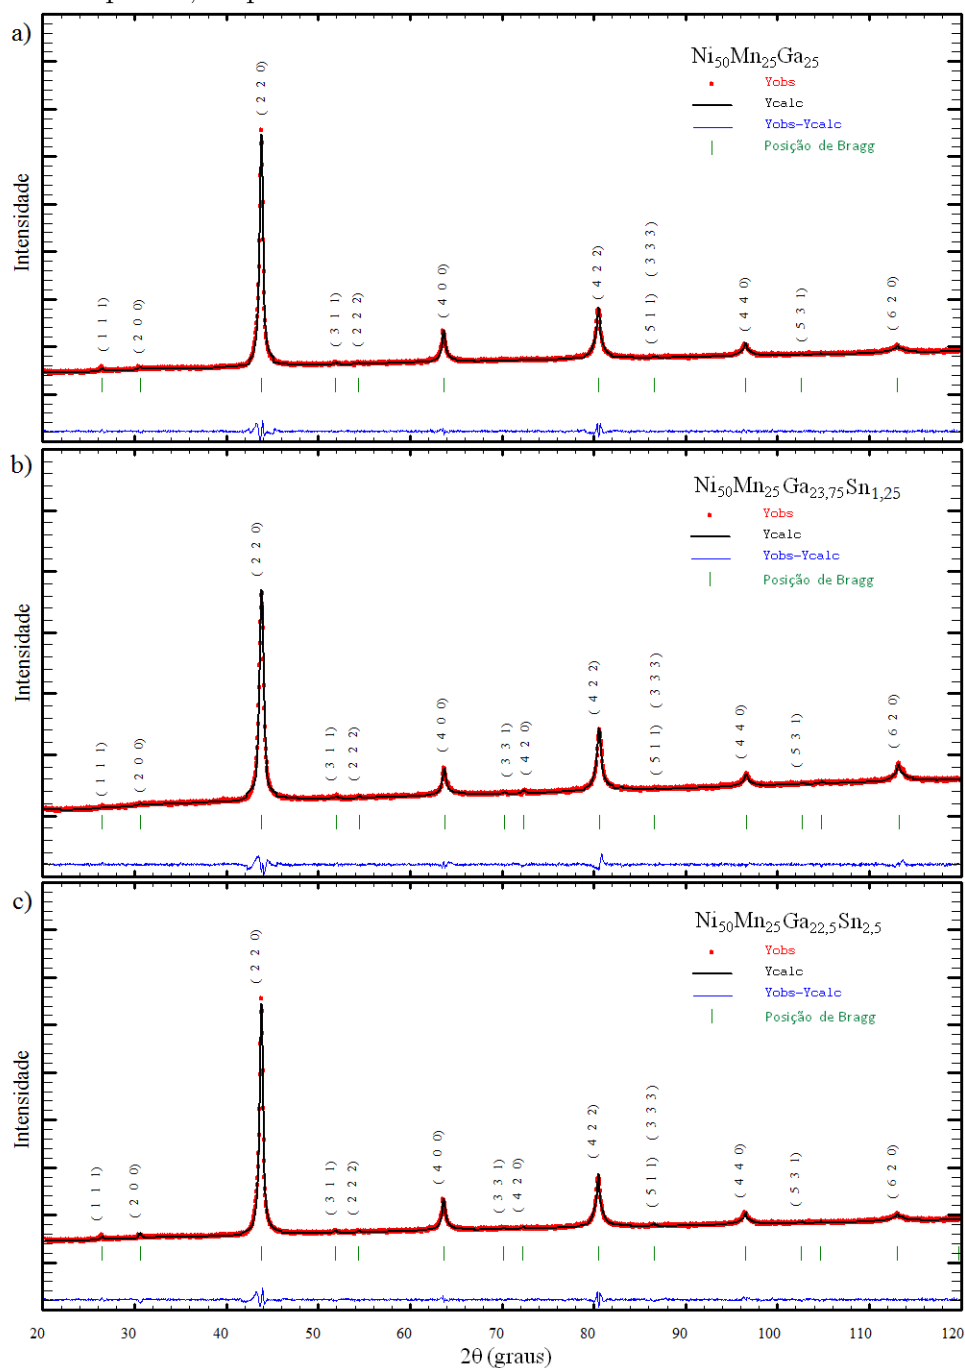 a)
Ni50Mn25Ga25
Yobs
Ycalc
Yobs-Ycalc
Posição de Bragg
Intensidade
( 1 1 1 )
( 2 0 0 )
( 2 2 0 )
( 3 1 1 )
( 2 2 2 )
( 4 0 0 )
( 4 2 2 )
( 5 1 1 ) ( 3 3 3 )
( 4 4 0 )
( 5 3 1 )
( 6 2 0 )
b)
Ni50Mn25Ga23,75Sn1,25
Yobs
Ycalc
Yobs-Ycalc
Posição de Bragg
Intensidade
( 1 1 1 )
( 2 0 0 )
( 2 2 0 )
( 3 1 1 )
( 2 2 2 )
( 4 0 0 )
( 3 3 1 )
( 4 2 0 )
( 4 2 2 )
( 5 1 1 ) ( 3 3 3 )
( 4 4 0 )
( 5 3 1 )
( 6 2 0 )
c)
Ni50Mn25Ga22,5Sn2,5
Yobs
Ycalc
Yobs-Ycalc
Posição de Bragg
Intensidade
( 1 1 1 )
( 2 0 0 )
( 2 2 0 )
( 3 1 1 )
( 2 2 2 )
( 4 0 0 )
( 3 3 1 )
( 4 2 0 )
( 4 2 2 )
( 5 1 1 ) ( 3 3 3 )
( 4 4 0 )
( 5 3 1 )
( 6 2 0 )
20 30 40 50 60 70 80 90 100 110 120
2θ (graus)